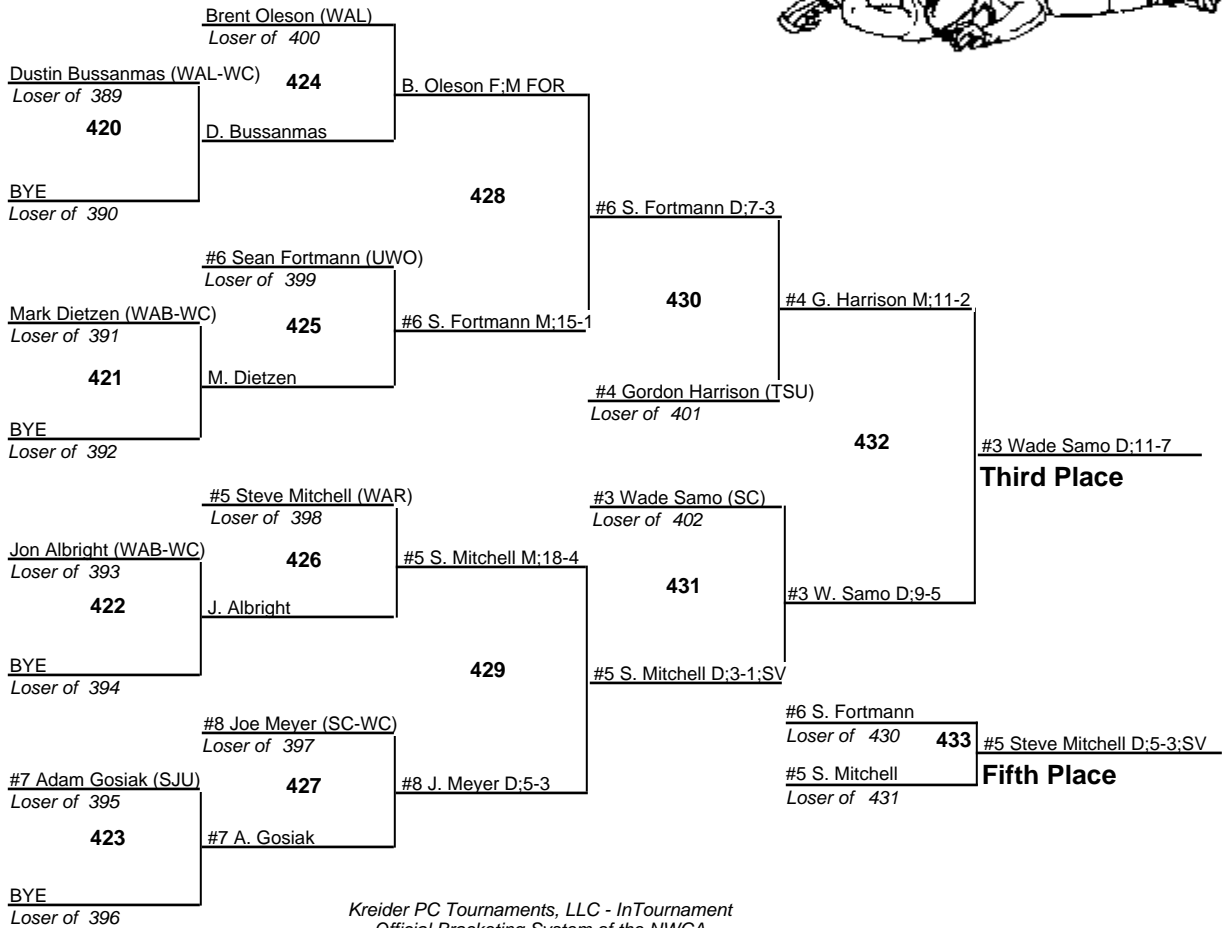 Brent Oleson (WAL)
Loser of 400
Dustin Bussanmas (WAL-WC)
Loser of 389
424
B. Oleson F;M FOR
420
D. Bussanmas
BYE
Loser of 390
428
#6 S. Fortmann D;7-3
#6 Sean Fortmann (UWO)
Loser of 399
Mark Dietzen (WAB-WC)
Loser of 391
425
#6 S. Fortmann M;15-1
430
#4 G. Harrison M;11-2
421
M. Dietzen
#4 Gordon Harrison (TSU)
Loser of 401
BYE
Loser of 392
432
#3 Wade Samo D;11-7
Third Place
#5 Steve Mitchell (WAR)
Loser of 398
#3 Wade Samo (SC)
Loser of 402
Jon Albright (WAB-WC)
Loser of 393
426
#5 S. Mitchell M;18-4
431
#3 W. Samo D;9-5
422
J. Albright
BYE
Loser of 394
429
#5 S. Mitchell D;3-1;SV
#8 Joe Meyer (SC-WC)
Loser of 397
#6 S. Fortmann
Loser of 430
433
#5 Steve Mitchell D;5-3;SV
Fifth Place
#5 S. Mitchell
Loser of 431
#7 Adam Gosiak (SJU)
Loser of 395
427
#8 J. Meyer D;5-3
423
#7 A. Gosiak
BYE
Loser of 396
Kreider PC Tournaments, LLC - InTournament
Official Bracketing System of the NWCA